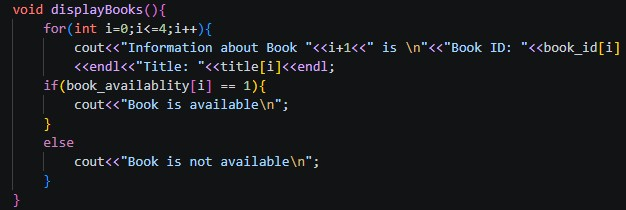 void displayBooks(){
    for(int i=0;i<=4;i++){
        cout<<"Information about Book "<<i+1<<" is \n"<<"Book ID: "<<book_id[i]
        <<endl<<"Title: "<<title[i]<<endl;
    if(book_availablity[i] == 1){
        cout<<"Book is available\n";
    }
    else
        cout<<"Book is not available\n";
    }
}